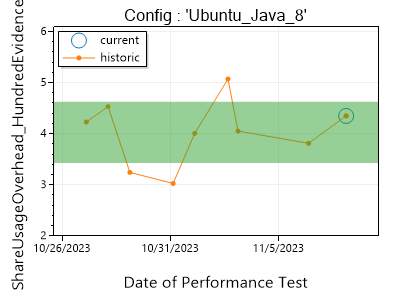 Config : 'Ubuntu_Java_8'
current
historic
ShareUsageOverhead_HundredEvidence
6
5
4
3
2
10/26/2023
10/31/2023
11/5/2023
Date of Performance Test